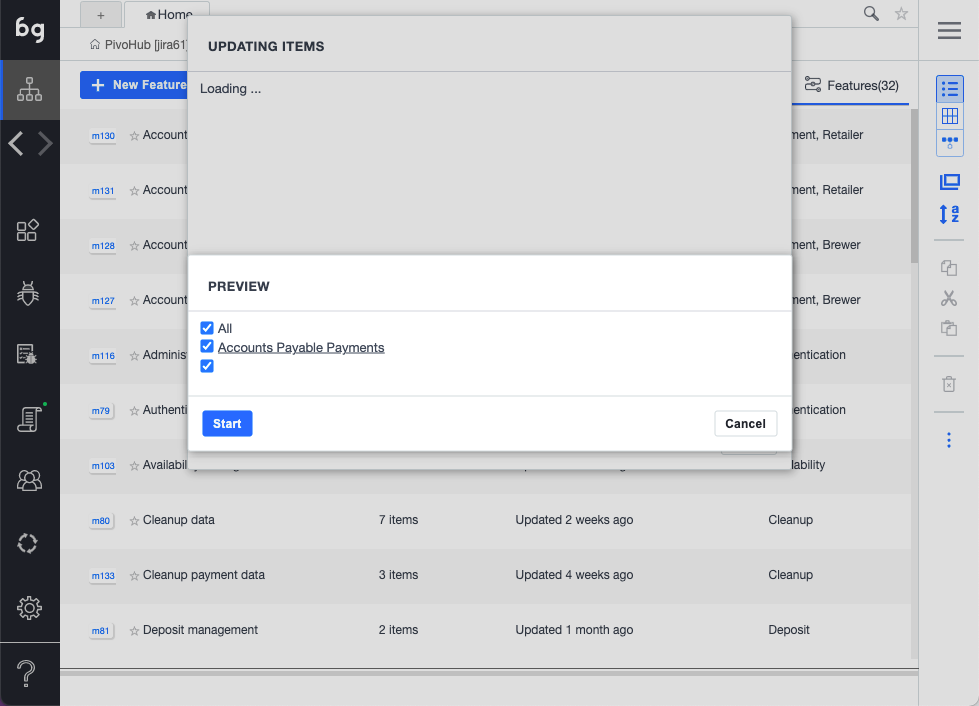 bg
+
Home
PivoHub [jira61]
UPDATING ITEMS
+ New Feature
Loading ...
Features(32)
m130 Account
ment, Retailer
m131 Account
ment, Retailer
m128 Account
ment, Brewer
m127 Account
ment, Brewer
PREVIEW
All
Accounts Payable Payments
m116 Adminis
entication
m79 Authenti
entication
Start
Cancel
m103 Availabil
lability
m80 Cleanup data 7 items Updated 2 weeks ago Cleanup
m133 Cleanup payment data 3 items Updated 4 weeks ago Cleanup
m81 Deposit management 2 items Updated 1 month ago Deposit
a
z
?